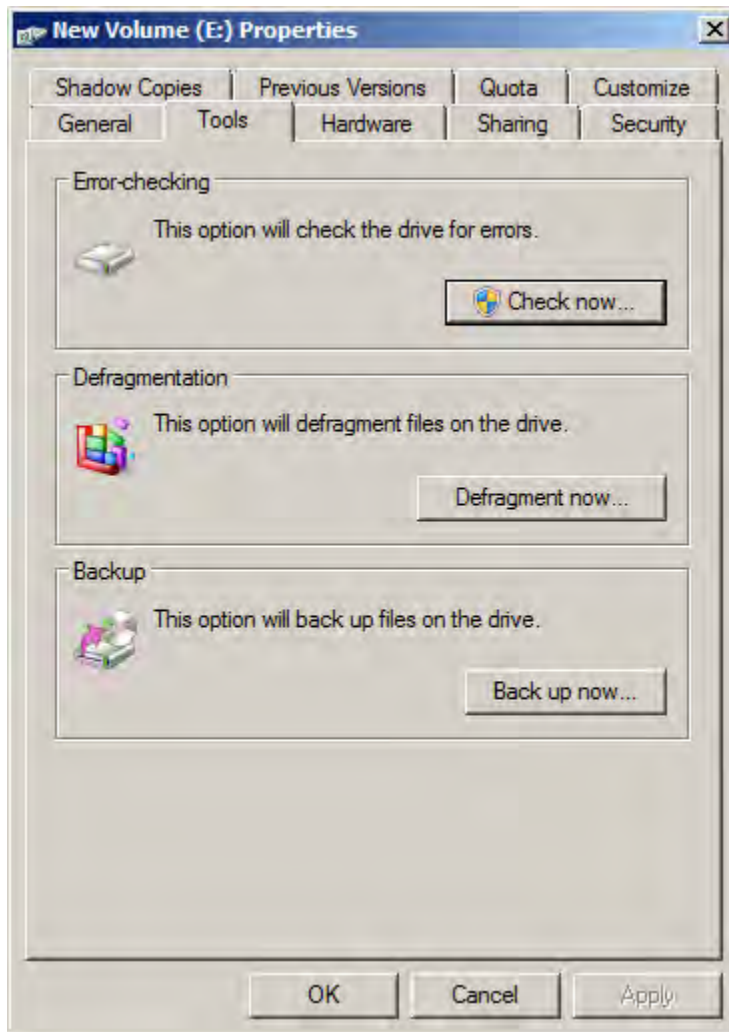 New Volume (E:) Properties
Shadow Copies Previous Versions Quota Customize
General Tools Hardware Sharing Security
Error-checking
This option will check the drive for errors.
Check now...
Defragmentation
This option will defragment files on the drive.
Defragment now...
Backup
This option will back up files on the drive.
Back up now...
OK Cancel Apply